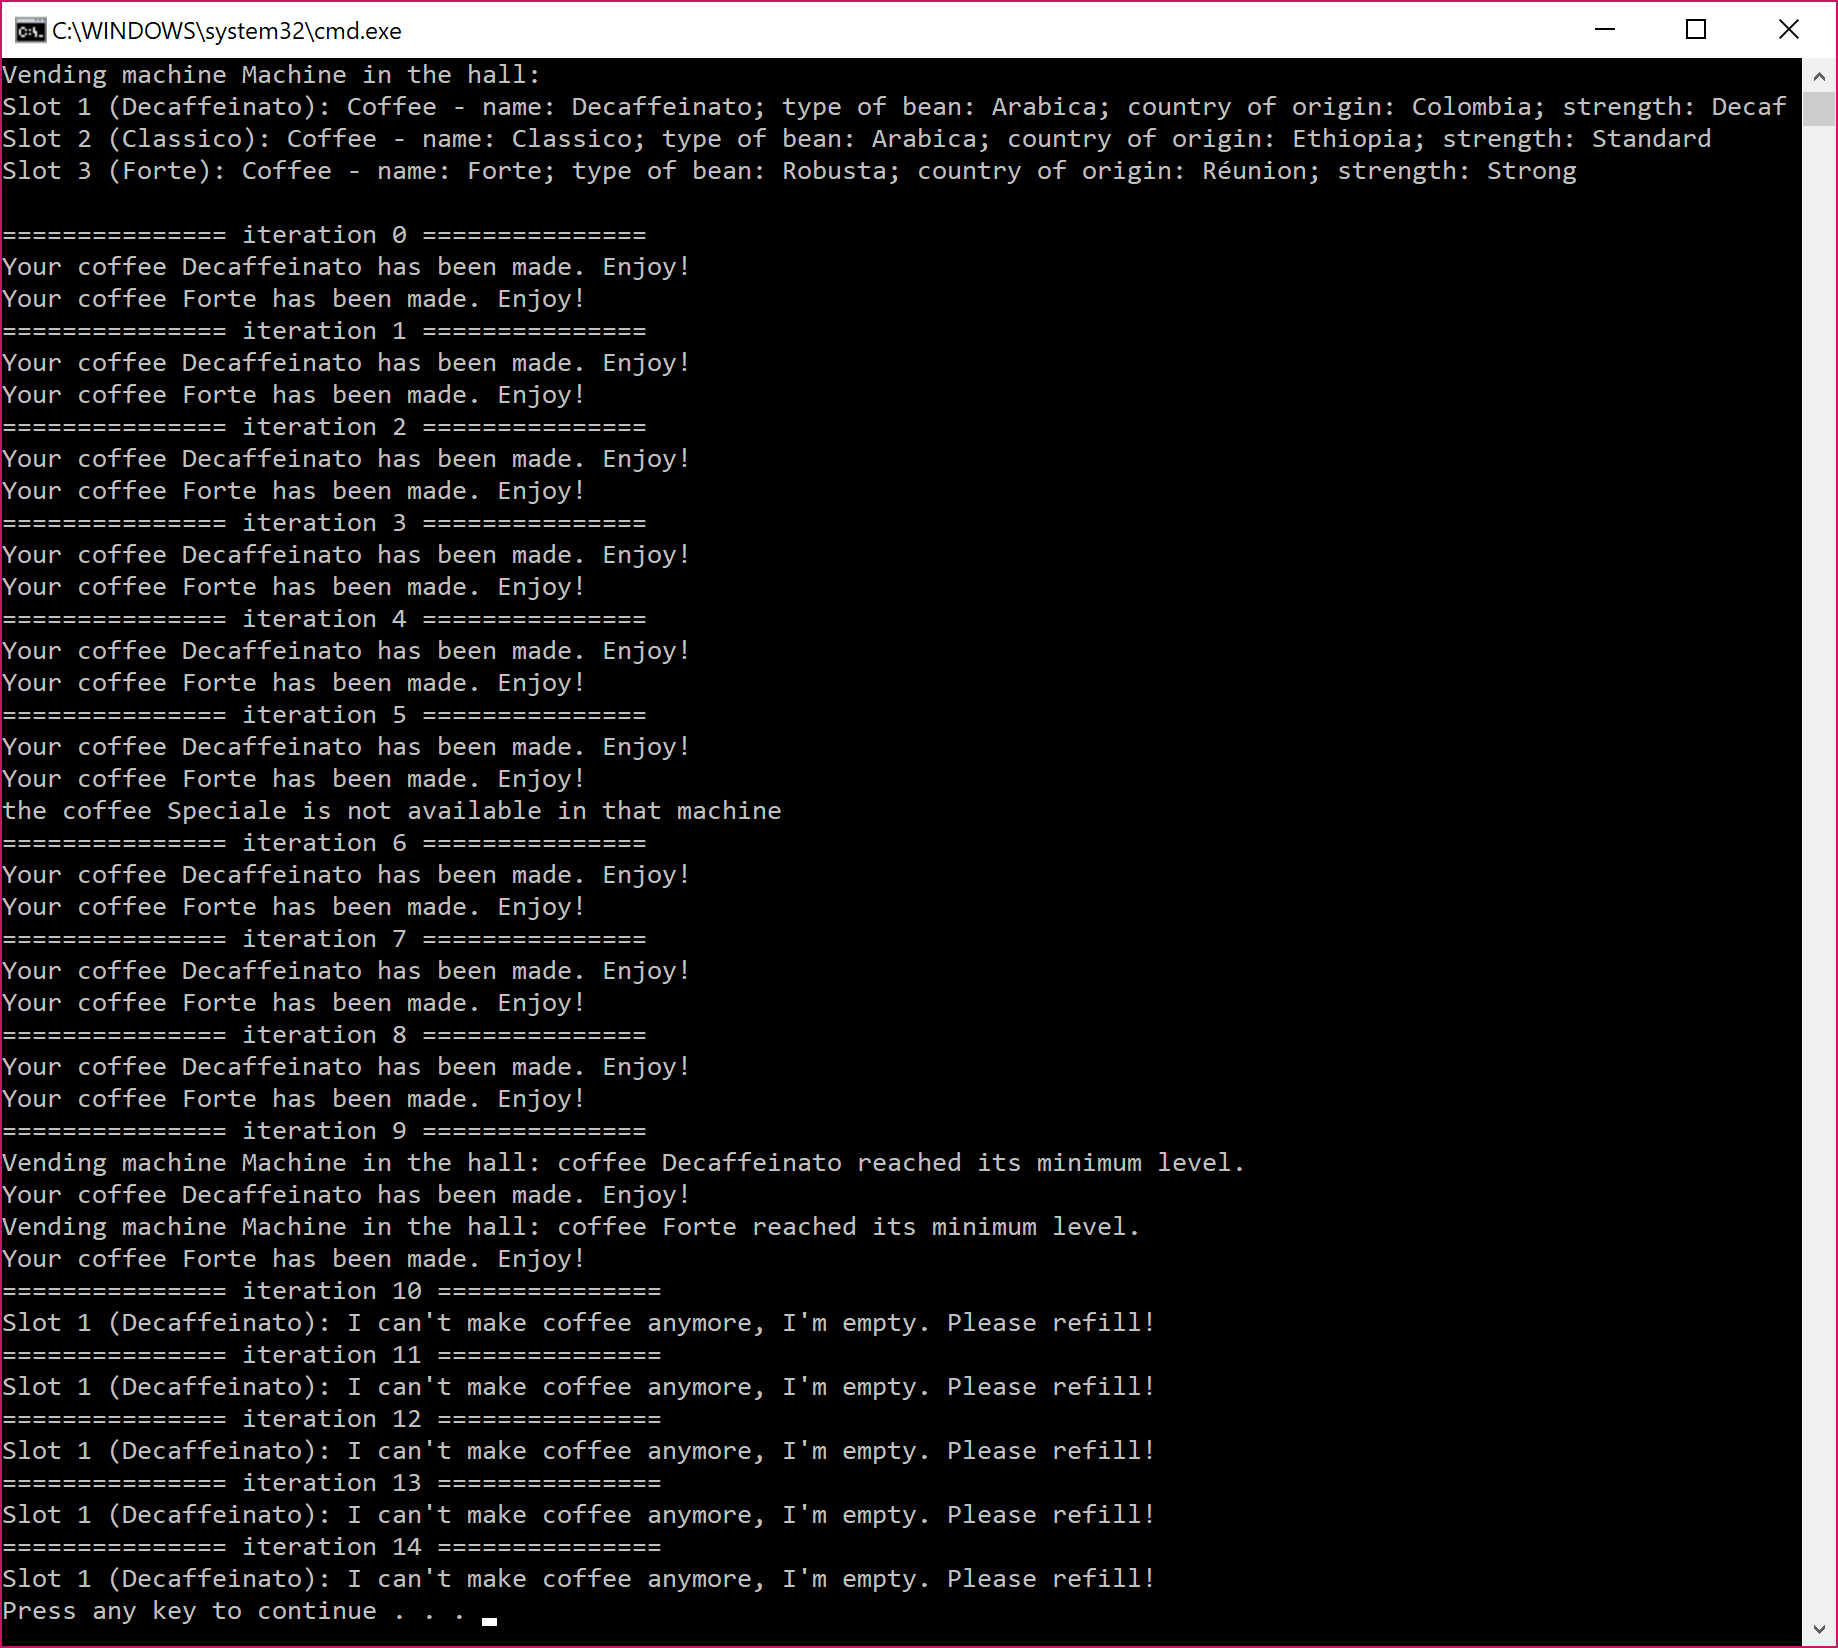 C:\WINDOWS\system32\cmd.exe
Vending machine Machine in the hall:
Slot 1 (Decaffeinato): Coffee - name: Decaffeinato; type of bean: Arabica; country of origin: Colombia; strength: Decaf
Slot 2 (Classico): Coffee - name: Classico; type of bean: Arabica; country of origin: Ethiopia; strength: Standard
Slot 3 (Forte): Coffee - name: Forte; type of bean: Robusta; country of origin: Réunion; strength: Strong

=============== iteration 0 ===============
Your coffee Decaffeinato has been made. Enjoy!
Your coffee Forte has been made. Enjoy!
=============== iteration 1 ===============
Your coffee Decaffeinato has been made. Enjoy!
Your coffee Forte has been made. Enjoy!
=============== iteration 2 ===============
Your coffee Decaffeinato has been made. Enjoy!
Your coffee Forte has been made. Enjoy!
=============== iteration 3 ===============
Your coffee Decaffeinato has been made. Enjoy!
Your coffee Forte has been made. Enjoy!
=============== iteration 4 ===============
Your coffee Decaffeinato has been made. Enjoy!
Your coffee Forte has been made. Enjoy!
=============== iteration 5 ===============
Your coffee Decaffeinato has been made. Enjoy!
Your coffee Forte has been made. Enjoy!
the coffee Speciale is not available in that machine
=============== iteration 6 ===============
Your coffee Decaffeinato has been made. Enjoy!
Your coffee Forte has been made. Enjoy!
=============== iteration 7 ===============
Your coffee Decaffeinato has been made. Enjoy!
Your coffee Forte has been made. Enjoy!
=============== iteration 8 ===============
Your coffee Decaffeinato has been made. Enjoy!
Your coffee Forte has been made. Enjoy!
=============== iteration 9 ===============
Vending machine Machine in the hall: coffee Decaffeinato reached its minimum level.
Your coffee Decaffeinato has been made. Enjoy!
Vending machine Machine in the hall: coffee Forte reached its minimum level.
Your coffee Forte has been made. Enjoy!
=============== iteration 10 ===============
Slot 1 (Decaffeinato): I can't make coffee anymore, I'm empty. Please refill!
=============== iteration 11 ===============
Slot 1 (Decaffeinato): I can't make coffee anymore, I'm empty. Please refill!
=============== iteration 12 ===============
Slot 1 (Decaffeinato): I can't make coffee anymore, I'm empty. Please refill!
=============== iteration 13 ===============
Slot 1 (Decaffeinato): I can't make coffee anymore, I'm empty. Please refill!
=============== iteration 14 ===============
Slot 1 (Decaffeinato): I can't make coffee anymore, I'm empty. Please refill!
Press any key to continue . . .